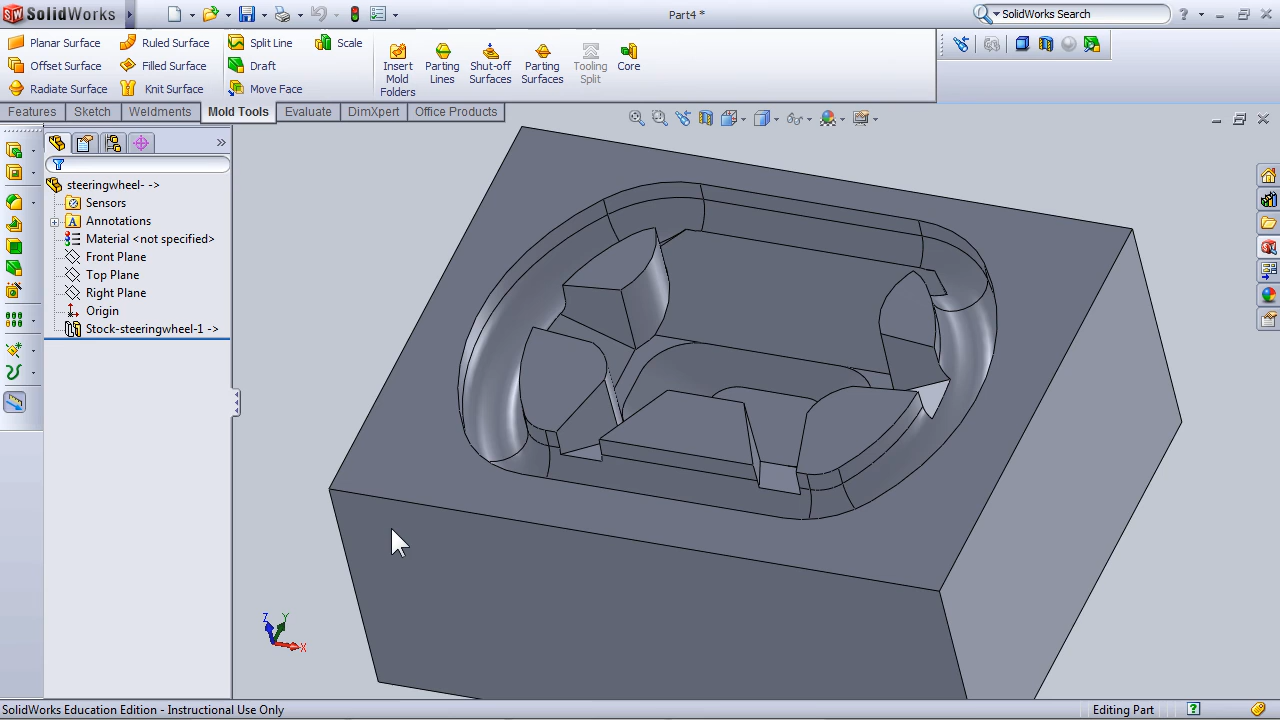 SolidWorks
Part4 *
SolidWorks Search
Planar Surface
Ruled Surface
Split Line
Scale
Offset Surface
Filled Surface
Draft
Radiate Surface
Knit Surface
Move Face
Insert
Mold
Folders
Parting
Lines
Shut-off
Surfaces
Parting
Surfaces
Tooling
Split
Core
Features
Sketch
Weldments
Mold Tools
Evaluate
DimXpert
Office Products
steeringwheel- ->
Sensors
Annotations
Material <not specified>
Front Plane
Top Plane
Right Plane
Origin
Stock-steeringwheel-1 ->
Z
Y
X
SolidWorks Education Edition - Instructional Use Only
Editing Part